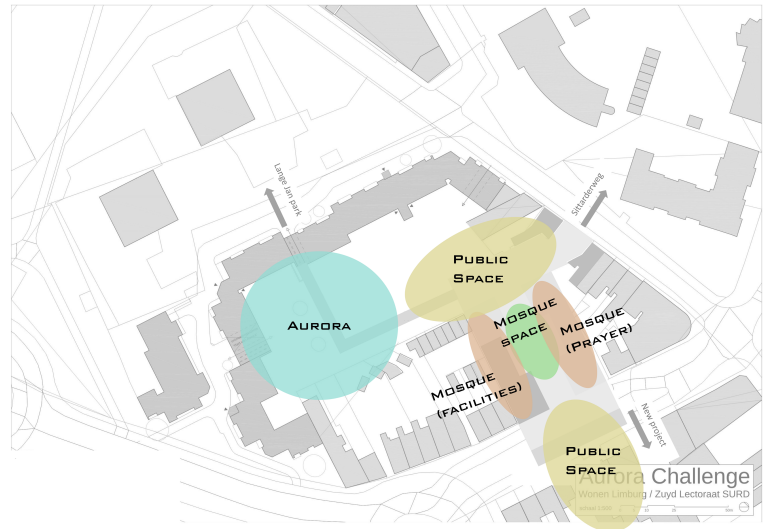 Lange Jan park
Sittarderweg
PUBLIC
SPACE
AURORA
MOSQUE
SPACE
MOSQUE
(PRAYER)
MOSQUE
(FACILITIES)
New project
PUBLIC
SPACE
Aurora Challenge
Wonen Limburg / Zuyd Lectoraat SURD